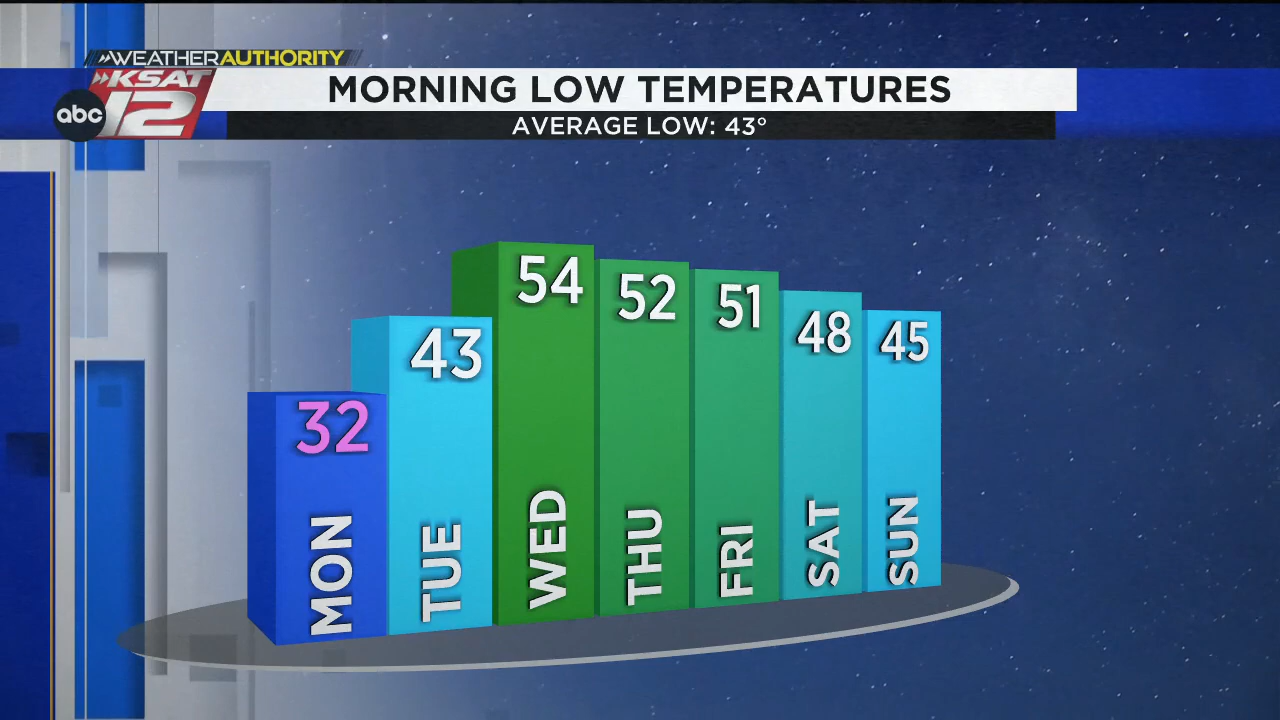 WEATHERAUTHORITY
KSAT
abc 12
MORNING LOW TEMPERATURES
AVERAGE LOW: 43°
32
43
54
52
51
48
45
MON
TUE
WED
THU
FRI
SAT
SUN